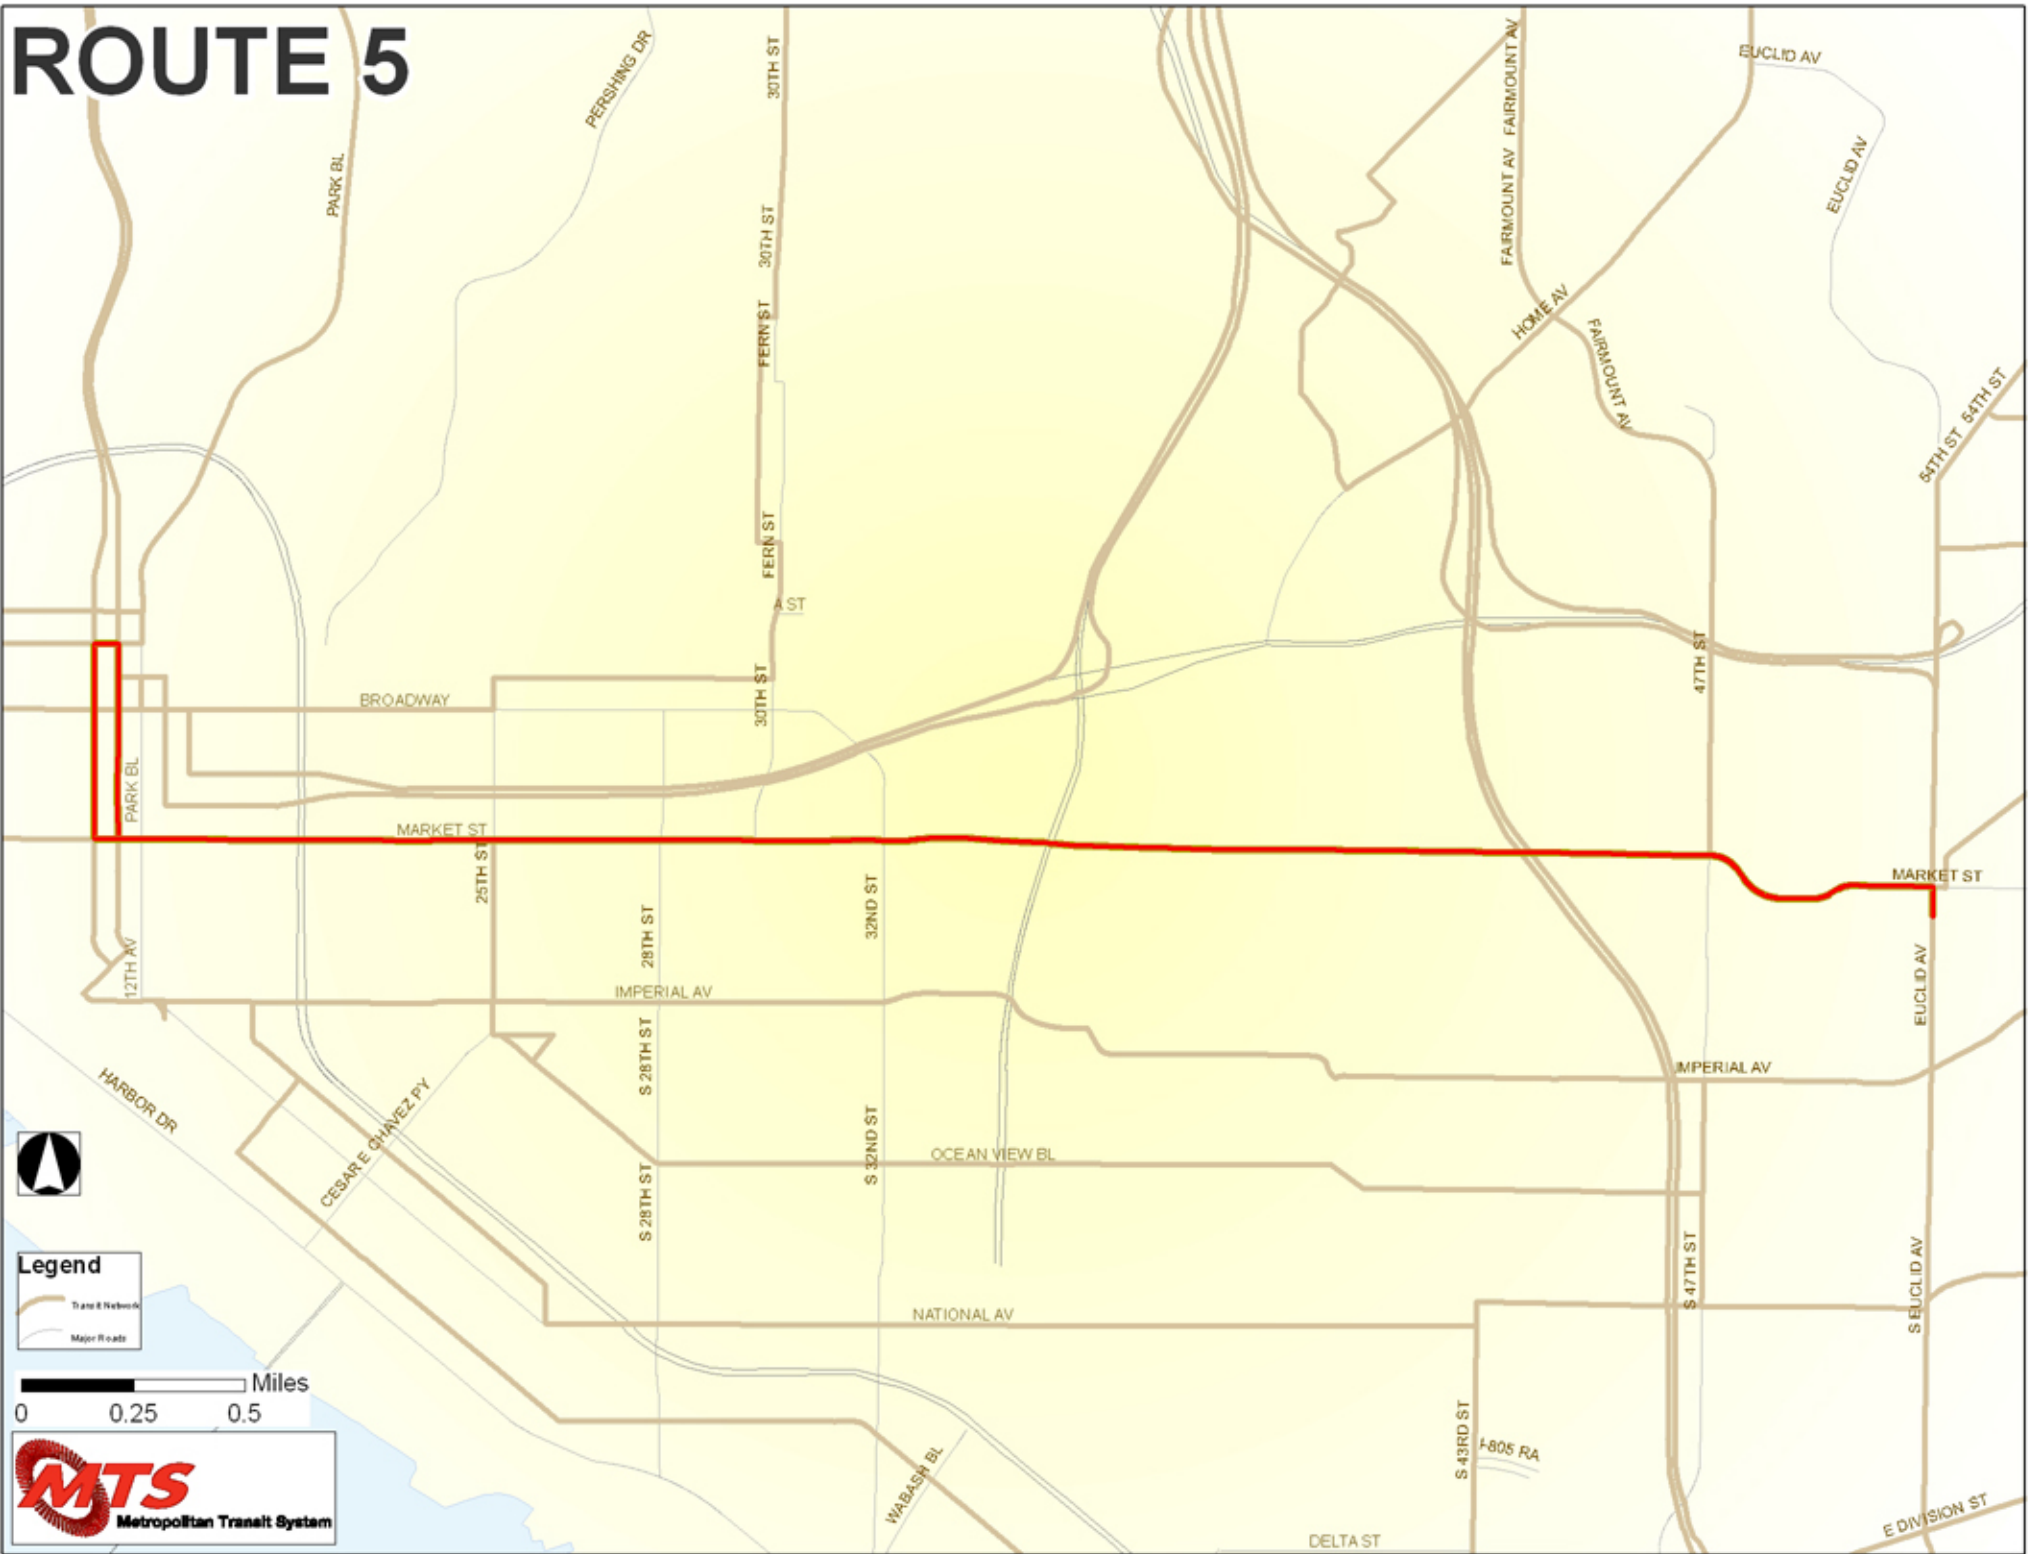 ROUTE 5
PERSHING DR
30TH ST
FAIRMOUNT AV
FAIRMOUNT AV
EUCLID AV
PARK BL
EUCLID AV
30TH ST
FERN ST
HOME AV
FAIRMOUNT AV
54TH ST
54TH ST
FERN ST
A ST
30TH ST
47TH ST
BROADWAY
PARK BL
MARKET ST
25TH ST
MARKET ST
28TH ST
32ND ST
12TH AV
EUCLID AV
IMPERIAL AV
S 28TH ST
IMPERIAL AV
HARBOR DR
CESAR E CHAVEZ PY
S 32ND ST
OCEAN VIEW BL
S 28TH ST
S 47TH ST
S EUCLID AV
NATIONAL AV
Legend
Transit Network
Major Roads
Miles
0 0.25 0.5
S 43RD ST
I-805 RA
WABASH BL
E DIVISION ST
DELTA ST
MTS
Metropolitan Transit System